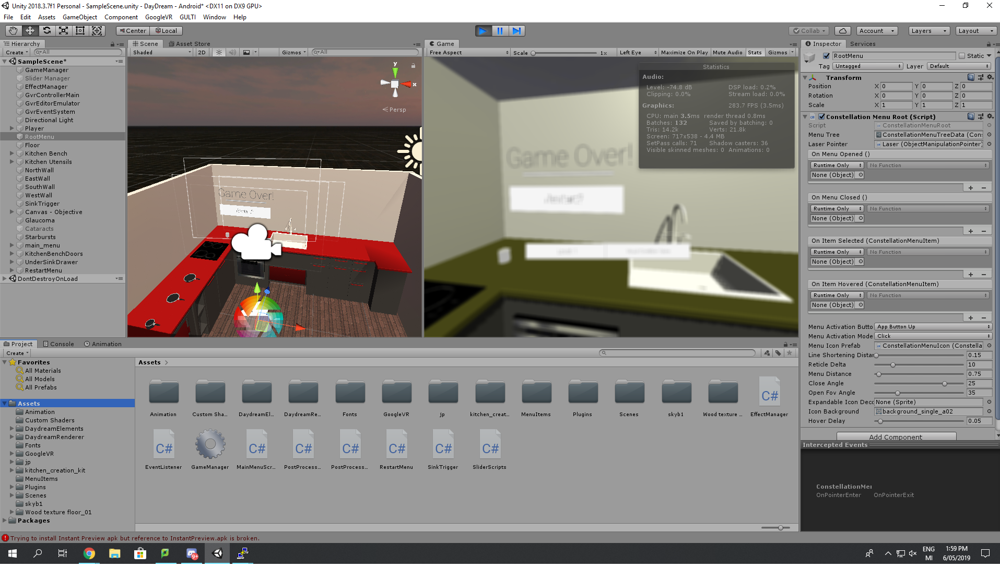 Unity 2018.3.7f1 Personal - SampleScene.unity - DayDream - Android* <DX11 on DX9 GPU>
File Edit Assets GameObject Component GoogleVR GULTI Window Help
Center Local
Collab Account Layers Layout
Hierarchy
Create All
SampleScene*
GameManager
Slider Manager
EffectManager
GvrControllerMain
GvrEditorEmulator
GvrEventSystem
Directional Light
Player
RootMenu
Floor
Kitchen Bench
Kitchen Utensils
NorthWall
EastWall
SouthWall
WestWall
SinkTrigger
Canvas - Objective
Glaucoma
Cataracts
Starbursts
main_menu
KitchenBenchDoors
UnderSinkDrawer
RestartMenu
DontDestroyOnLoad
Scene Asset Store
Shaded 2D Gizmos All
y
x
Persp
Game Over!
Game
Free Aspect Scale 1x Left Eye Maximize On Play Mute Audio Stats Gizmos
Game Over!
Statistics
Audio:
Level: -74.8 dB DSP load: 0.2%
Clipping: 0.0% Stream load: 0.0%
Graphics: 283.7 FPS (3.5ms)
CPU: main 3.5ms render thread 0.8ms
Batches: 132 Saved by batching: 0
Tris: 14.2k Verts: 21.8k
Screen: 717x538 - 4.4 MB
SetPass calls: 71 Shadow casters: 36
Visible skinned meshes: 0 Animations: 0
Inspector Services
RootMenu Static
Tag Untagged Layer Default
Transform
Position X 0 Y 0 Z 0
Rotation X 0 Y 0 Z 0
Scale X 1 Y 1 Z 1
Constellation Menu Root (Script)
Script ConstellationMenuRoot
Menu Tree ConstellationMenuTreeData (Cons
Laser Pointer Laser (ObjectManipulationPointer)
On Menu Opened ()
Runtime Only No Function
None (Object)
+ −
On Menu Closed ()
Runtime Only No Function
None (Object)
+ −
On Item Selected (ConstellationMenuItem)
Runtime Only No Function
None (Object)
+ −
On Item Hovered (ConstellationMenuItem)
Runtime Only No Function
None (Object)
+ −
Menu Activation Butto App Button Up
Menu Activation Mode Click
Menu Icon Prefab ConstellationMenuIcon (Constella
Line Shortening Distar 0.15
Reticle Delta 10
Menu Distance 0.75
Close Angle 25
Open Fov Angle 35
Expandable Icon Decc None (Sprite)
Icon Background background_single_a02
Hover Delay 0.05
Add Component
Intercepted Events
ConstellationMer
OnPointerEnter OnPointerExit
Project Console Animation
Create
Favorites
All Materials
All Models
All Prefabs
Assets
Animation
Custom Shaders
DaydreamElements
DaydreamRenderer
Fonts
GoogleVR
jp
kitchen_creation_kit
MenuItems
Plugins
Scenes
skyb1
Wood texture floor_01
Packages
Assets
Animation Custom Sha... DaydreamEl... DaydreamRe... Fonts GoogleVR jp kitchen_creat... MenuItems Plugins Scenes skyb1 Wood texture ... C# EffectManager
C# C# C# C# C# C# C#
EventListener GameManager MainMenuScr... PostProcess... PostProcess... RestartMenu SinkTrigger SliderScripts
Trying to install Instant Preview apk but reference to InstantPreview.apk is broken.
9+
ENG
MI
1:59 PM
6/05/2019